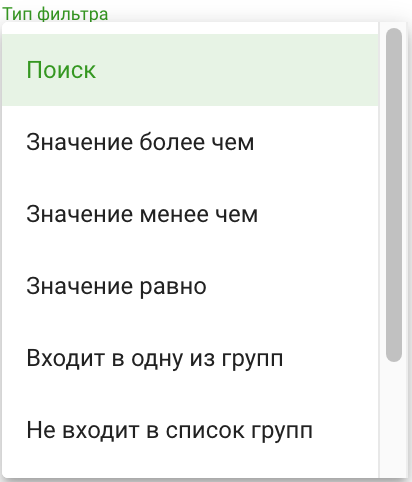 Тип фильтра
Поиск
Значение более чем
Значение менее чем
Значение равно
Входит в одну из групп
Не входит в список групп